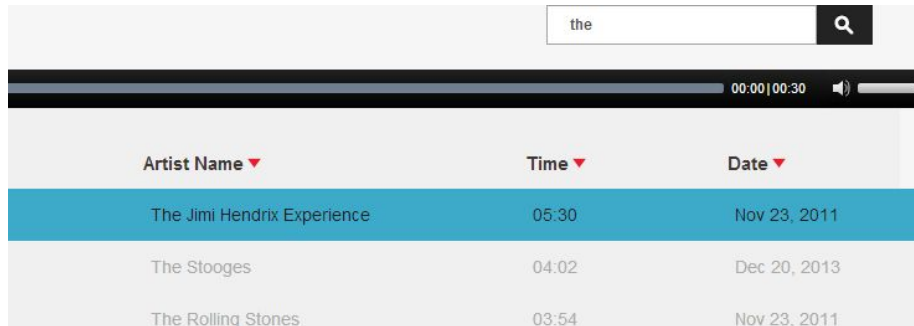 the
00:00|00:30
Artist Name Time Date
The Jimi Hendrix Experience 05:30 Nov 23, 2011
The Stooges 04:02 Dec 20, 2013
The Rolling Stones 03:54 Nov 23, 2011